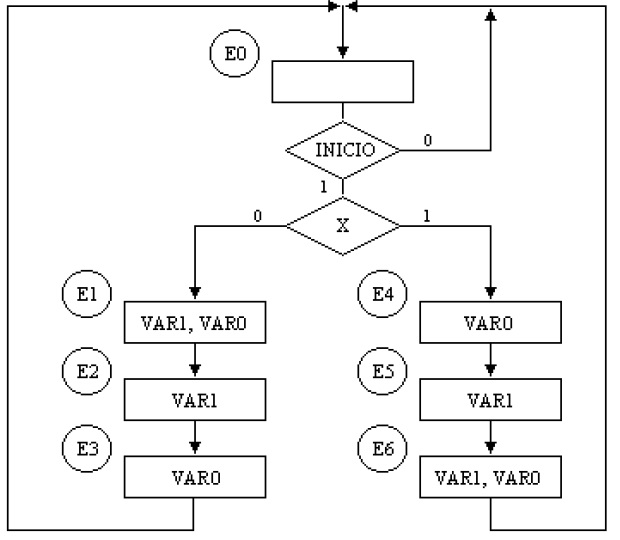 E0
INICIO
0
1
0
X
1
E1
E4
VAR1, VAR0
VAR0
E2
E5
VAR1
VAR1
E3
E6
VAR0
VAR1, VAR0